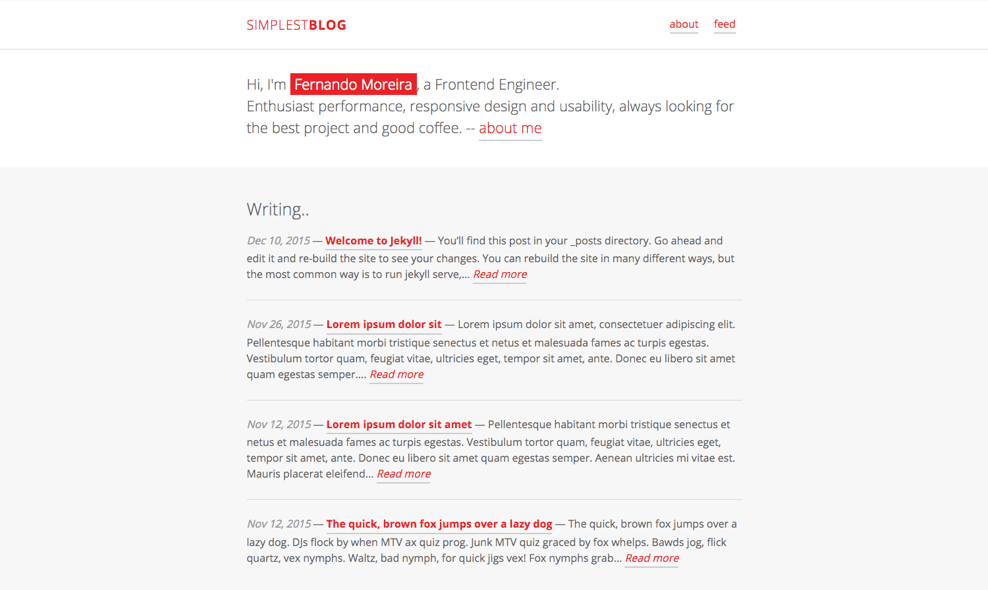 SIMPLESTBLOG about feed
Hi, I'm Fernando Moreira, a Frontend Engineer.
Enthusiast performance, responsive design and usability, always looking for
the best project and good coffee. -- about me
Writing..
Dec 10, 2015 — Welcome to Jekyll! — You'll find this post in your _posts directory. Go ahead and
edit it and re-build the site to see your changes. You can rebuild the site in many different ways, but
the most common way is to run jekyll serve,... Read more
Nov 26, 2015 — Lorem ipsum dolor sit — Lorem ipsum dolor sit amet, consectetuer adipiscing elit.
Pellentesque habitant morbi tristique senectus et netus et malesuada fames ac turpis egestas.
Vestibulum tortor quam, feugiat vitae, ultricies eget, tempor sit amet, ante. Donec eu libero sit amet
quam egestas semper.... Read more
Nov 12, 2015 — Lorem ipsum dolor sit amet — Pellentesque habitant morbi tristique senectus et
netus et malesuada fames ac turpis egestas. Vestibulum tortor quam, feugiat vitae, ultricies eget,
tempor sit amet, ante. Donec eu libero sit amet quam egestas semper. Aenean ultricies mi vitae est.
Mauris placerat eleifend... Read more
Nov 12, 2015 — The quick, brown fox jumps over a lazy dog — The quick, brown fox jumps over a
lazy dog. DJs flock by when MTV ax quiz prog. Junk MTV quiz graced by fox whelps. Bawds jog, flick
quartz, vex nymphs. Waltz, bad nymph, for quick jigs vex! Fox nymphs grab... Read more